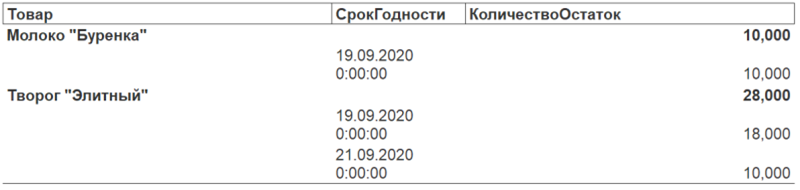 Товар СрокГодности КоличествоОстаток
Молоко "Буренка" 10,000
19.09.2020
0:00:00 10,000
Творог "Элитный" 28,000
19.09.2020
0:00:00 18,000
21.09.2020
0:00:00 10,000